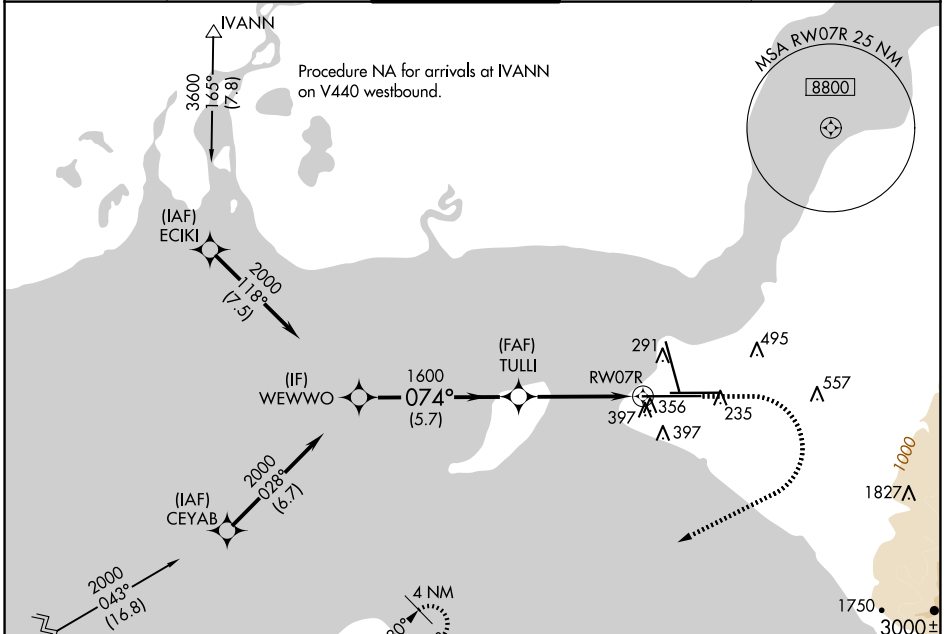 IVANN
3600
165°
(7.8)
Procedure NA for arrivals at IVANN
on V440 westbound.
MSA RW07R 25 NM
8800
(IAF)
ECIKI
2000
118°
(7.5)
(IF)
WEWWO
1600
074°
(5.7)
(FAF)
TULLI
RW07R
291
495
356
397
397
235
557
1000
1827
(IAF)
CEYAB
2000
028°
(6.7)
2000
043°
(16.8)
4 NM
1750
3000±